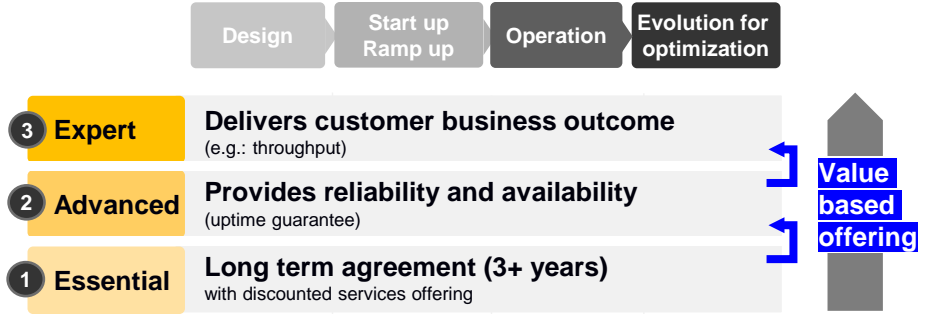 Design
Start up
Ramp up
Operation
Evolution for
optimization
3 Expert
Delivers customer business outcome
(e.g.: throughput)
2 Advanced
Provides reliability and availability
(uptime guarantee)
1 Essential
Long term agreement (3+ years)
with discounted services offering
Value
based
offering